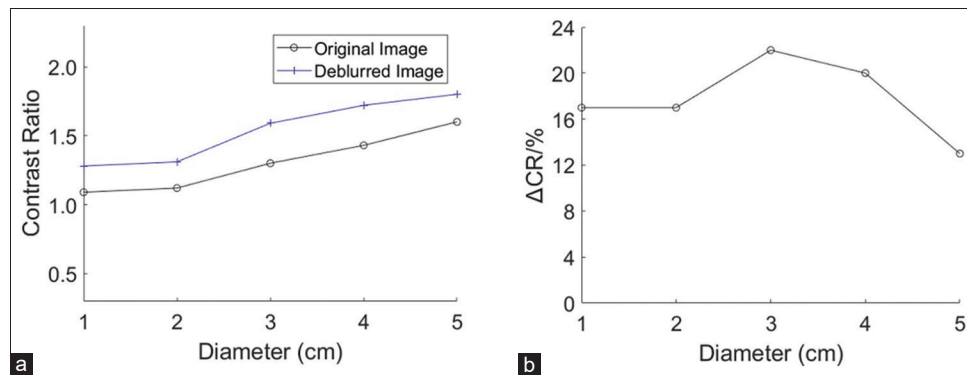 Original Image
Deblurred Image
Contrast Ratio
2.0
1.5
1.0
0.5
1 2 3 4 5
Diameter (cm)
a
ΔCR/%
24
20
16
12
8
4
0
1 2 3 4 5
Diameter (cm)
b